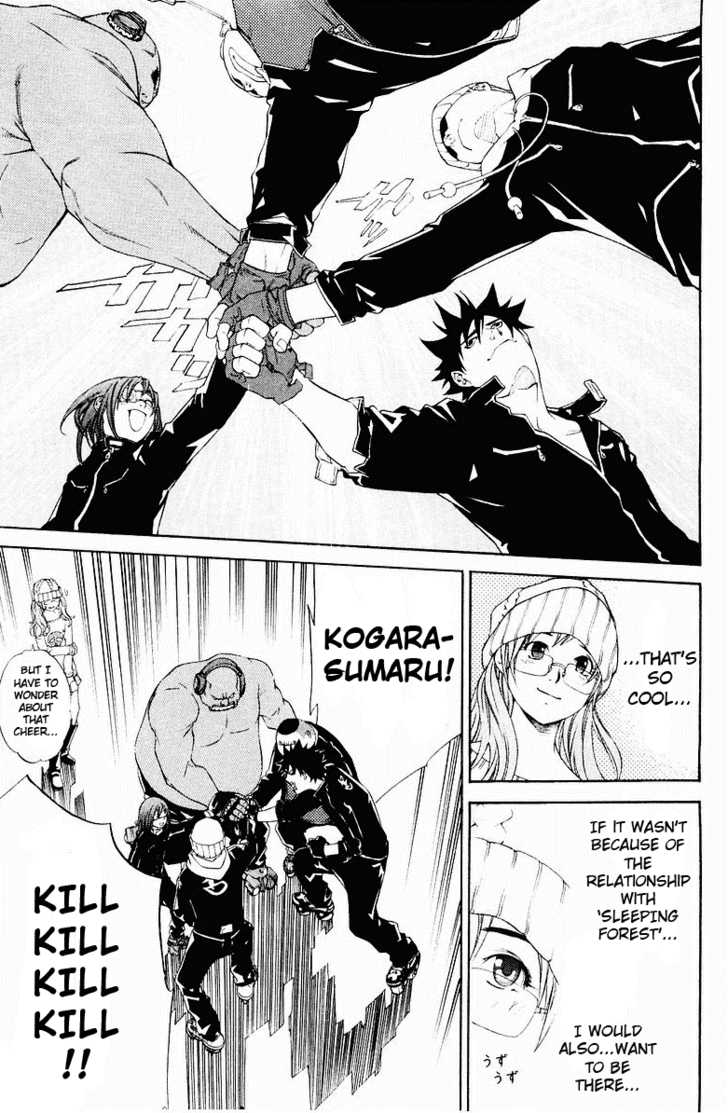 ...THAT'S
SO
COOL...
IF IT WASN'T
BECAUSE OF
THE
RELATIONSHIP
WITH
'SLEEPING
FOREST'...
I WOULD
ALSO...WANT
TO BE
THERE...
うず
うず
KOGARA-
SUMARU!
BUT I
HAVE TO
WONDER
ABOUT
THAT
CHEER...
KILL
KILL
KILL
KILL
!!